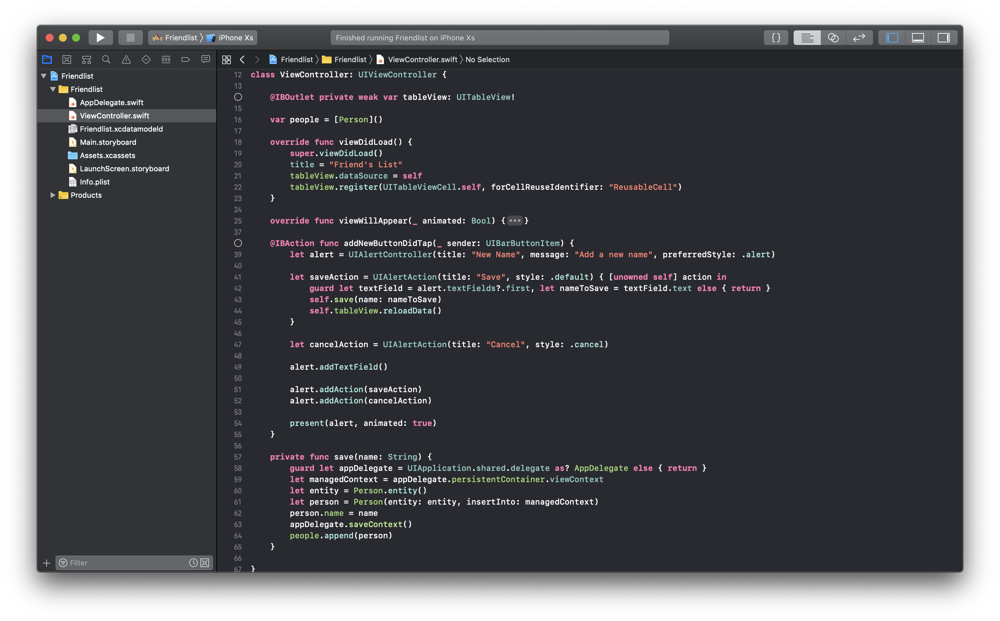 Friendlist 〉 iPhone Xs
Finished running Friendlist on iPhone Xs
{ }
Friendlist 〉 Friendlist 〉 ViewController.swift 〉 No Selection
Friendlist
Friendlist
AppDelegate.swift
ViewController.swift
Friendlist.xcdatamodeld
Main.storyboard
Assets.xcassets
LaunchScreen.storyboard
Info.plist
Products
Filter
12 class ViewController: UIViewController {
13
@IBOutlet private weak var tableView: UITableView!
15
16 var people = [Person]()
17
18 override func viewDidLoad() {
19 super.viewDidLoad()
20 title = "Friend's List"
21 tableView.dataSource = self
22 tableView.register(UITableViewCell.self, forCellReuseIdentifier: "ReusableCell")
23 }
24
25 override func viewWillAppear(_ animated: Bool) {•••}
37
@IBAction func addNewButtonDidTap(_ sender: UIBarButtonItem) {
39 let alert = UIAlertController(title: "New Name", message: "Add a new name", preferredStyle: .alert)
40
41 let saveAction = UIAlertAction(title: "Save", style: .default) { [unowned self] action in
42 guard let textField = alert.textFields?.first, let nameToSave = textField.text else { return }
43 self.save(name: nameToSave)
44 self.tableView.reloadData()
45 }
46
47 let cancelAction = UIAlertAction(title: "Cancel", style: .cancel)
48
49 alert.addTextField()
50
51 alert.addAction(saveAction)
52 alert.addAction(cancelAction)
53
54 present(alert, animated: true)
55 }
56
57 private func save(name: String) {
58 guard let appDelegate = UIApplication.shared.delegate as? AppDelegate else { return }
59 let managedContext = appDelegate.persistentContainer.viewContext
60 let entity = Person.entity()
61 let person = Person(entity: entity, insertInto: managedContext)
62 person.name = name
63 appDelegate.saveContext()
64 people.append(person)
65 }
66
67 }